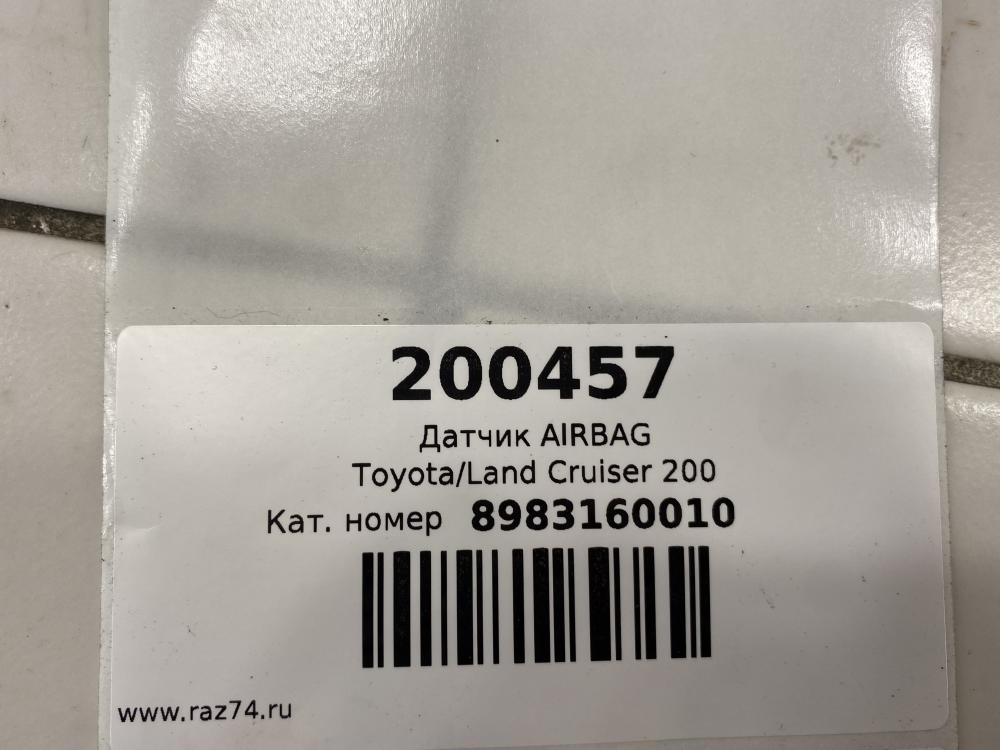 200457
Датчик AIRBAG
Toyota/Land Cruiser 200
Кат. номер 8983160010
www.raz74.ru